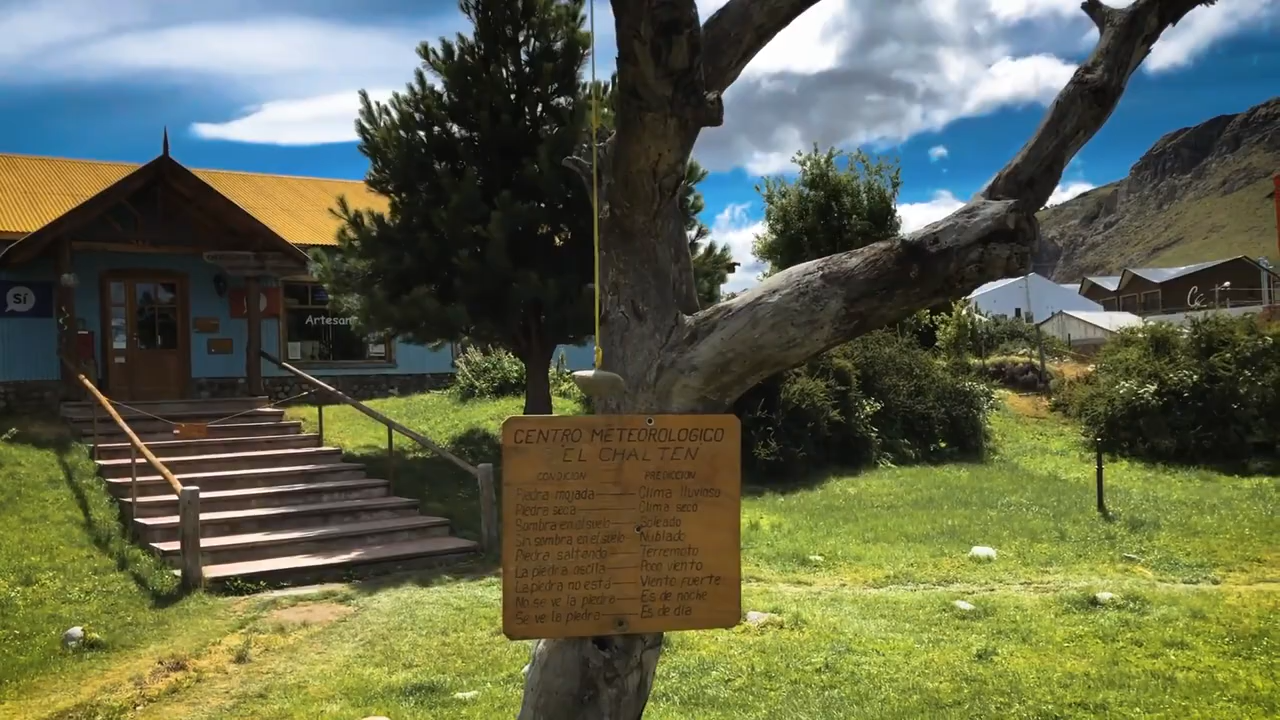 Sí
Artesan
CENTRO METEOROLOGICO
EL CHALTEN
CONDICION PREDICCION
Piedra mojada Clima lluvioso
Piedra seca Clima seco
Sombra en el suelo Soleado
Sin sombra en el suelo Nublado
Piedra saltando Terremoto
La piedra oscila Poco viento
La piedra no está Viento fuerte
No se ve la piedra Es de noche
Se ve la piedra Es de día